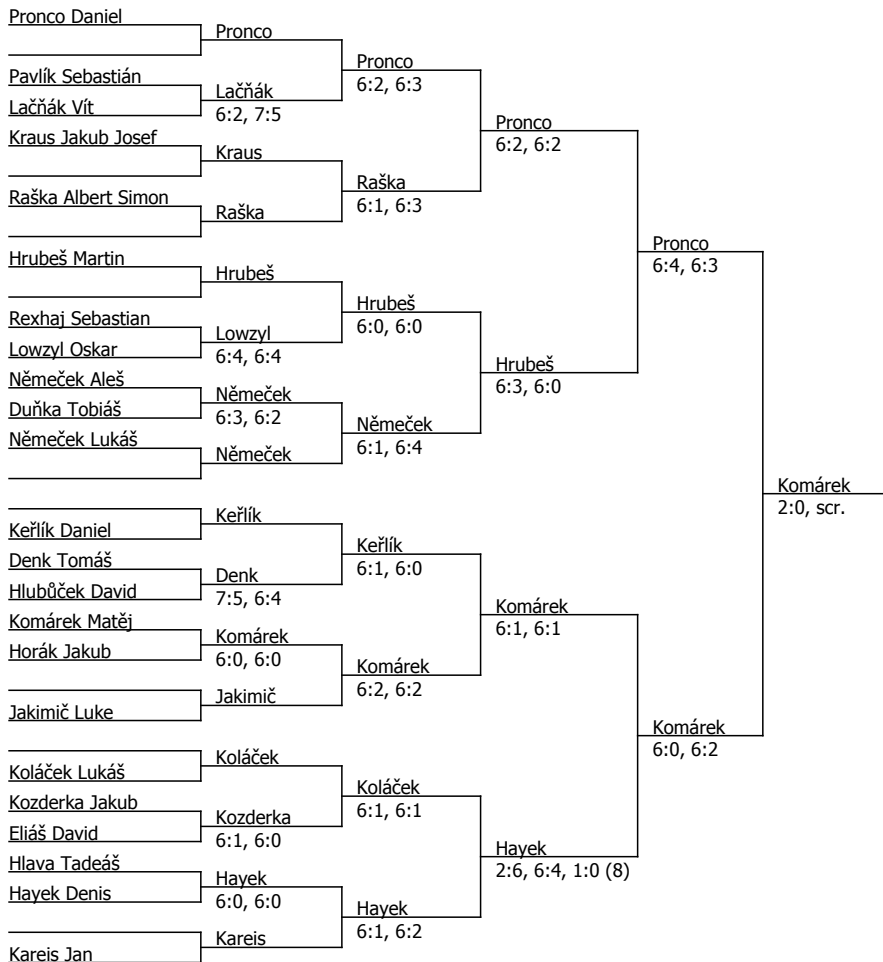 Pronco Daniel
Pavlík Sebastián
Lačňák Vít
Kraus Jakub Josef
Raška Albert Simon
Hrubeš Martin
Rexhaj Sebastian
Lowzyl Oskar
Němeček Aleš
Duňka Tobiáš
Němeček Lukáš
Keřlík Daniel
Denk Tomáš
Hlubůček David
Komárek Matěj
Horák Jakub
Jakimič Luke
Koláček Lukáš
Kozderka Jakub
Eliáš David
Hlava Tadeáš
Hayek Denis
Kareis Jan
Pronco
Lačňák
6:2, 7:5
Kraus
Raška
Hrubeš
Lowzyl
6:4, 6:4
Němeček
6:3, 6:2
Němeček
Keřlík
Denk
7:5, 6:4
Komárek
6:0, 6:0
Jakimič
Koláček
Kozderka
6:1, 6:0
Hayek
6:0, 6:0
Kareis
Pronco
6:2, 6:3
Raška
6:1, 6:3
Hrubeš
6:0, 6:0
Němeček
6:1, 6:4
Keřlík
6:1, 6:0
Komárek
6:2, 6:2
Koláček
6:1, 6:1
Hayek
6:1, 6:2
Pronco
6:2, 6:2
Hrubeš
6:3, 6:0
Komárek
6:1, 6:1
Hayek
2:6, 6:4, 1:0 (8)
Pronco
6:4, 6:3
Komárek
6:0, 6:2
Komárek
2:0, scr.